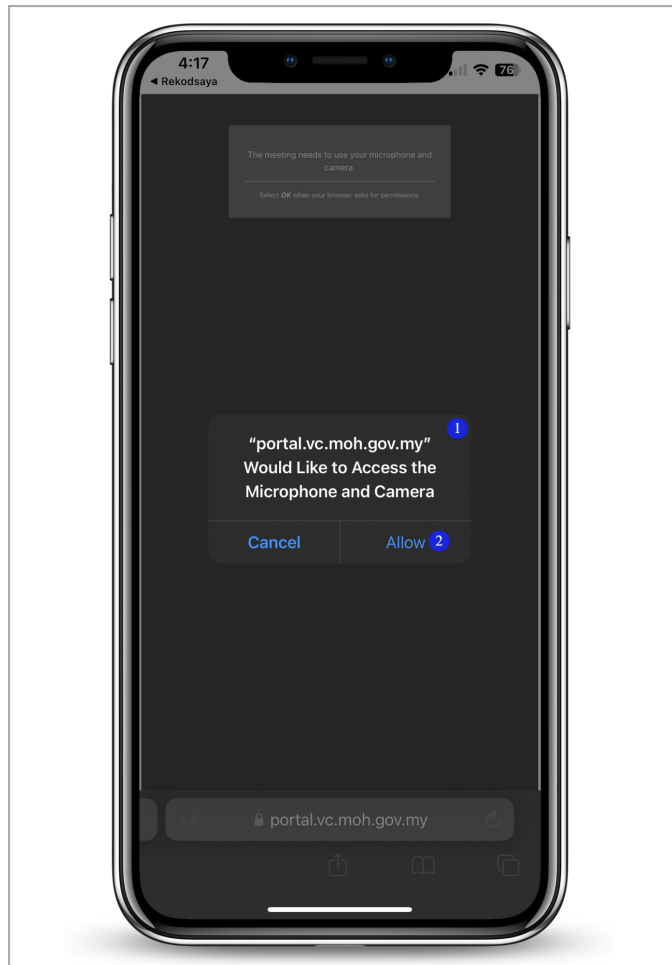 4:17
76
◀ Rekodsaya
The meeting needs to use your microphone and
camera.
Select OK when your browser asks for permissions.
1
“portal.vc.moh.gov.my”
Would Like to Access the
Microphone and Camera
Cancel
Allow 2
AA
portal.vc.moh.gov.my